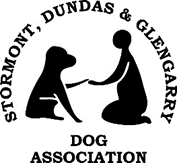 STORMONT, DUNDAS & GLENGARRY
DOG
ASSOCIATION